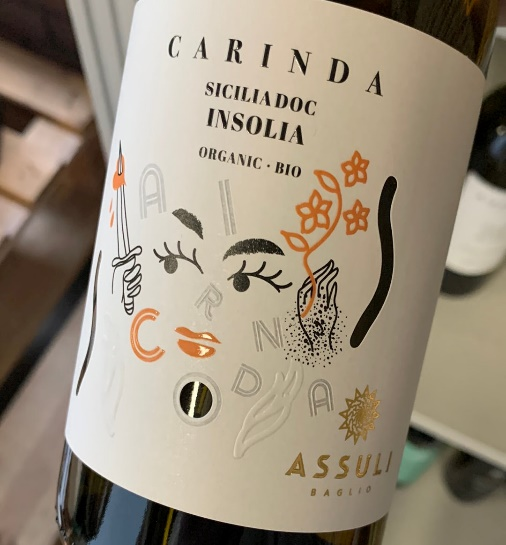 CARINDA
SICILIA DOC
INSOLIA
ORGANIC · BIO
A I
R
C N
D A
ASSULI
BAGLIO